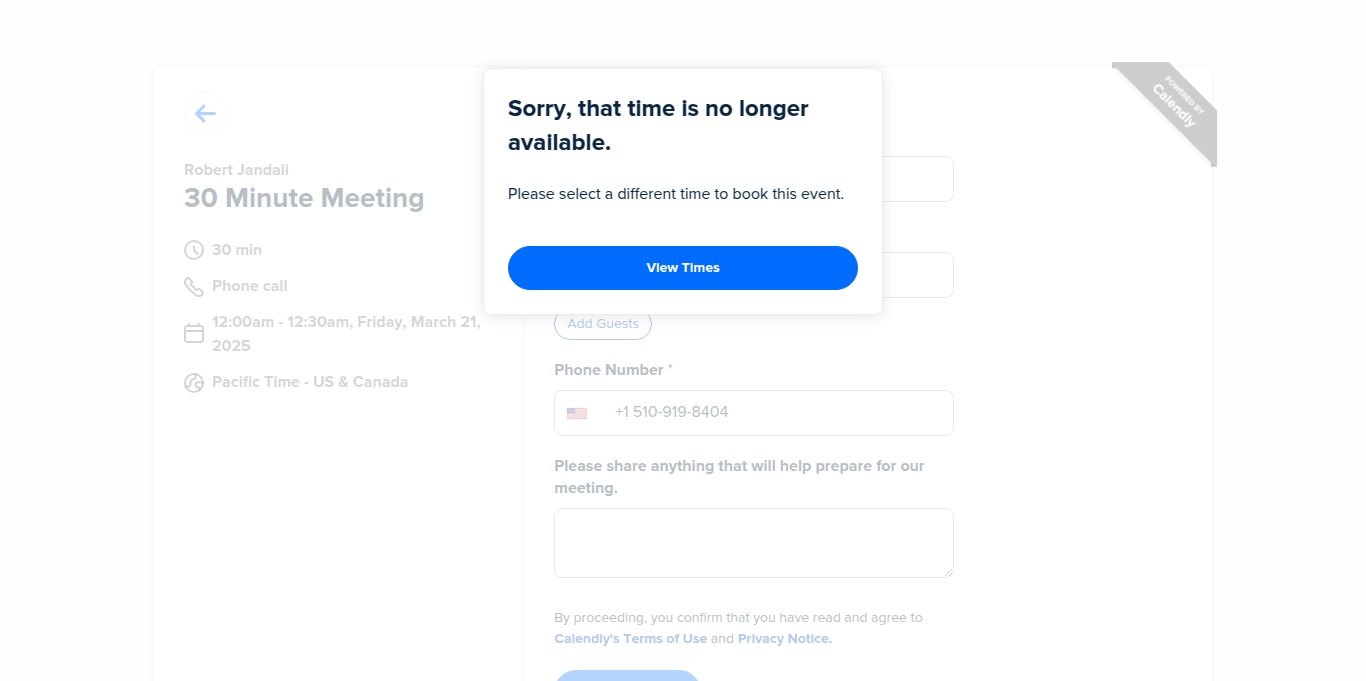 Sorry, that time is no longer
available.
Please select a different time to book this event.
View Times
POWERED BY
Calendly
Robert Jandali
30 Minute Meeting
30 min
Phone call
12:00am - 12:30am, Friday, March 21,
2025
Pacific Time - US & Canada
Add Guests
Phone Number *
+1 510-919-8404
Please share anything that will help prepare for our
meeting.
By proceeding, you confirm that you have read and agree to
Calendly's Terms of Use and Privacy Notice.